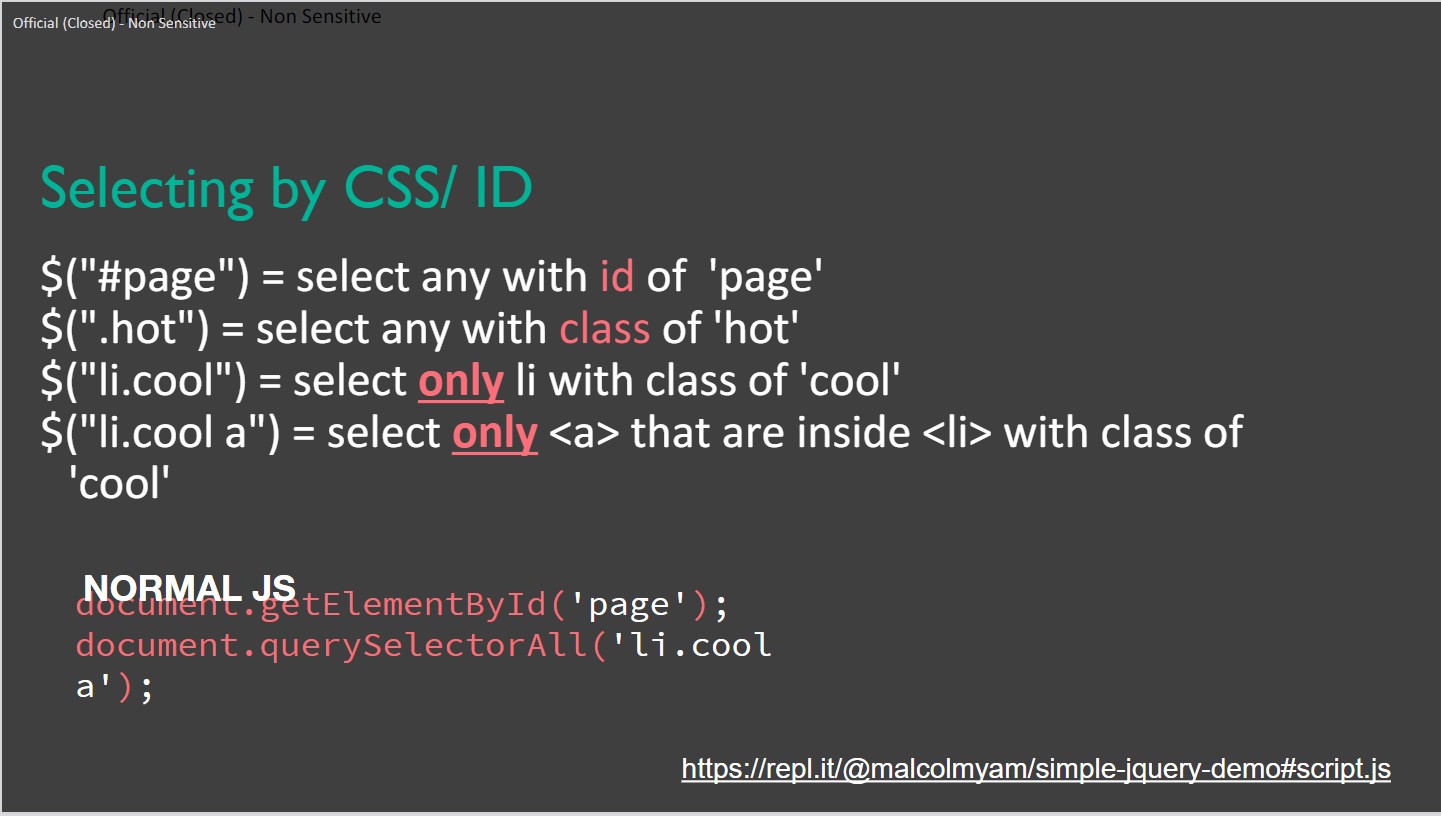 Official (Closed) - Non Sensitive
Official (Closed) - Non Sensitive
Selecting by CSS/ ID
$("#page") = select any with id of  'page'
$(".hot") = select any with class of 'hot'
$("li.cool") = select only li with class of 'cool'
$("li.cool a") = select only <a> that are inside <li> with class of
'cool'
NORMAL JS
document.getElementById('page');
document.querySelectorAll('li.cool
a');
https://repl.it/@malcolmyam/simple-jquery-demo#script.js